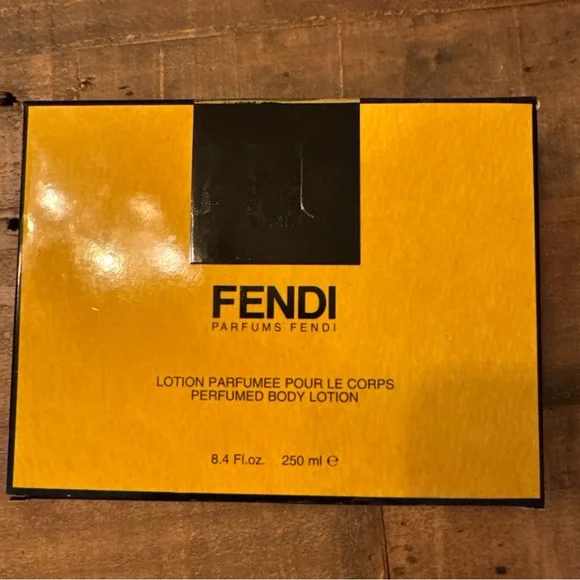 FENDI
PARFUMS FENDI
LOTION PARFUMEE POUR LE CORPS
PERFUMED BODY LOTION
8.4 Fl.oz. 250 ml ℮